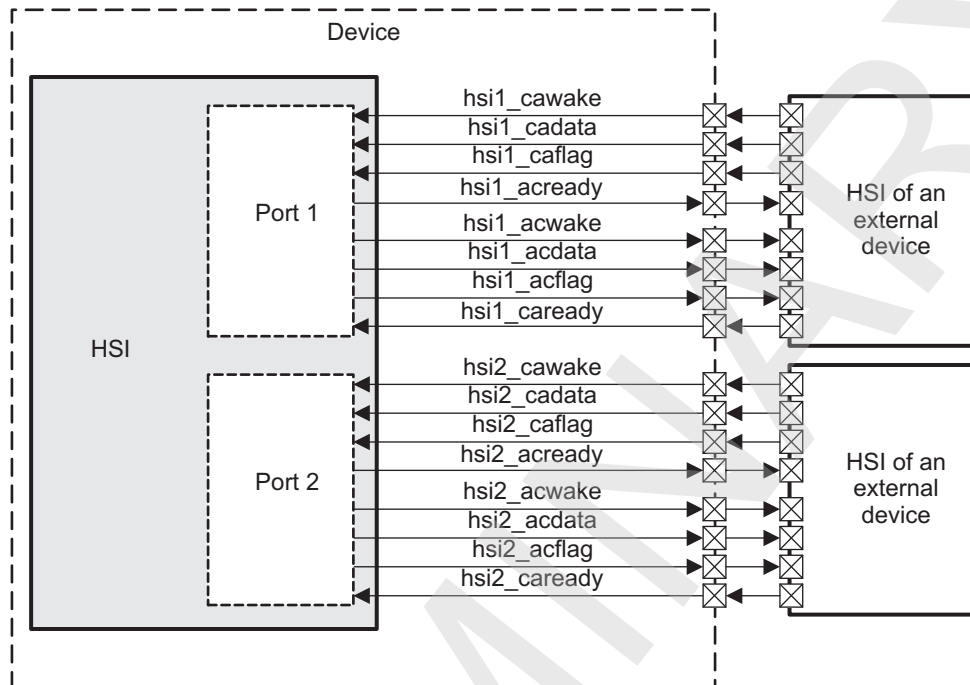 Device
hsi1_cawake
hsi1_cadata
hsi1_caflag
hsi1_acready
hsi1_acwake
hsi1_acdata
hsi1_acflag
hsi1_caready
Port 1
HSI of an
external
device
HSI
hsi2_cawake
hsi2_cadata
hsi2_caflag
hsi2_acready
hsi2_acwake
hsi2_acdata
hsi2_acflag
hsi2_caready
Port 2
HSI of an
external
device